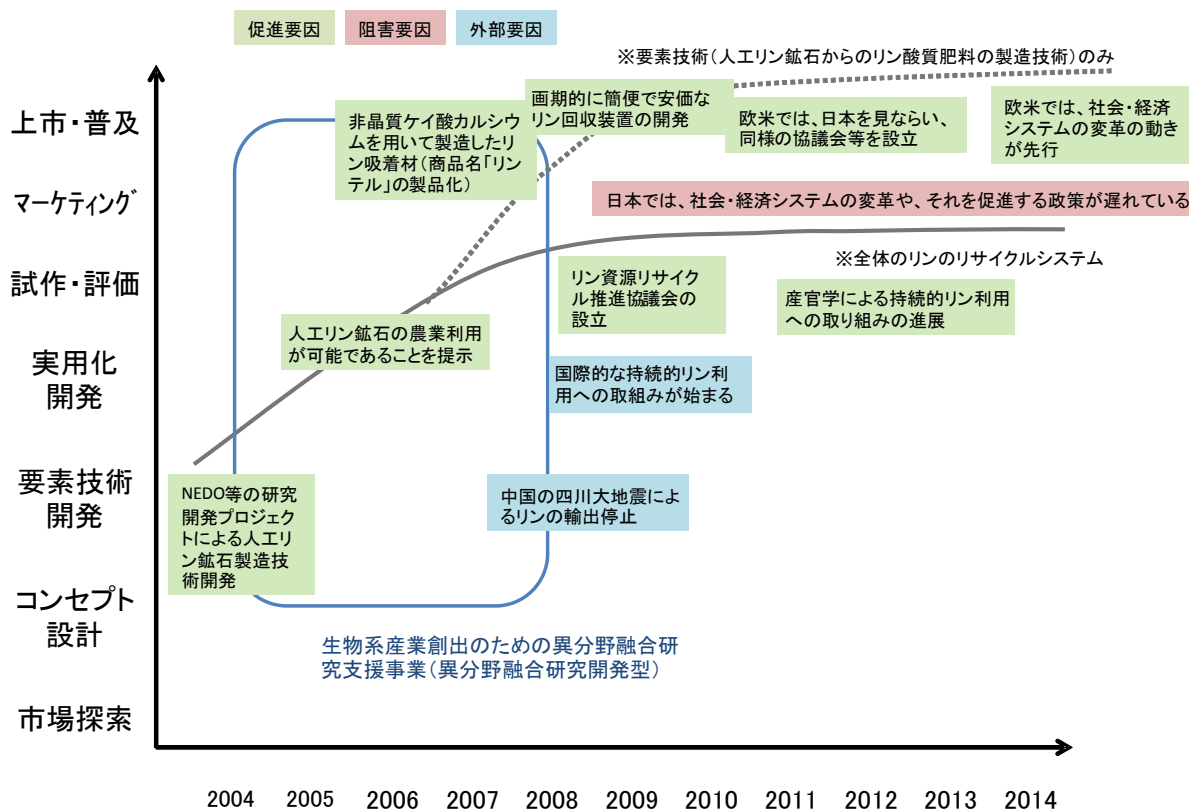 促進要因
阻害要因
外部要因
※要素技術(人工リン鉱石からのリン酸質肥料の製造技術)のみ
上市・普及
マーケティング
試作・評価
実用化
開発
要素技術
開発
コンセプト
設計
市場探索
非晶質ケイ酸カルシウ
ムを用いて製造したリ
ン吸着材(商品名「リン
テル」の製品化)
画期的に簡便で安価な
リン回収装置の開発
欧米では、日本を見ならい、
同様の協議会等を設立
欧米では、社会・経済
システムの変革の動き
が先行
日本では、社会・経済システムの変革や、それを促進する政策が遅れている
※全体のリンのリサイクルシステム
リン資源リサイク
ル推進協議会の
設立
産官学による持続的リン利用
への取り組みの進展
人工リン鉱石の農業利用
が可能であることを提示
国際的な持続的リン利
用への取組みが始まる
NEDO等の研究
開発プロジェク
トによる人工リ
ン鉱石製造技
術開発
中国の四川大地震によ
るリンの輸出停止
生物系産業創出のための異分野融合研
究支援事業(異分野融合研究開発型)
2004 2005 2006 2007 2008 2009 2010 2011 2012 2013 2014